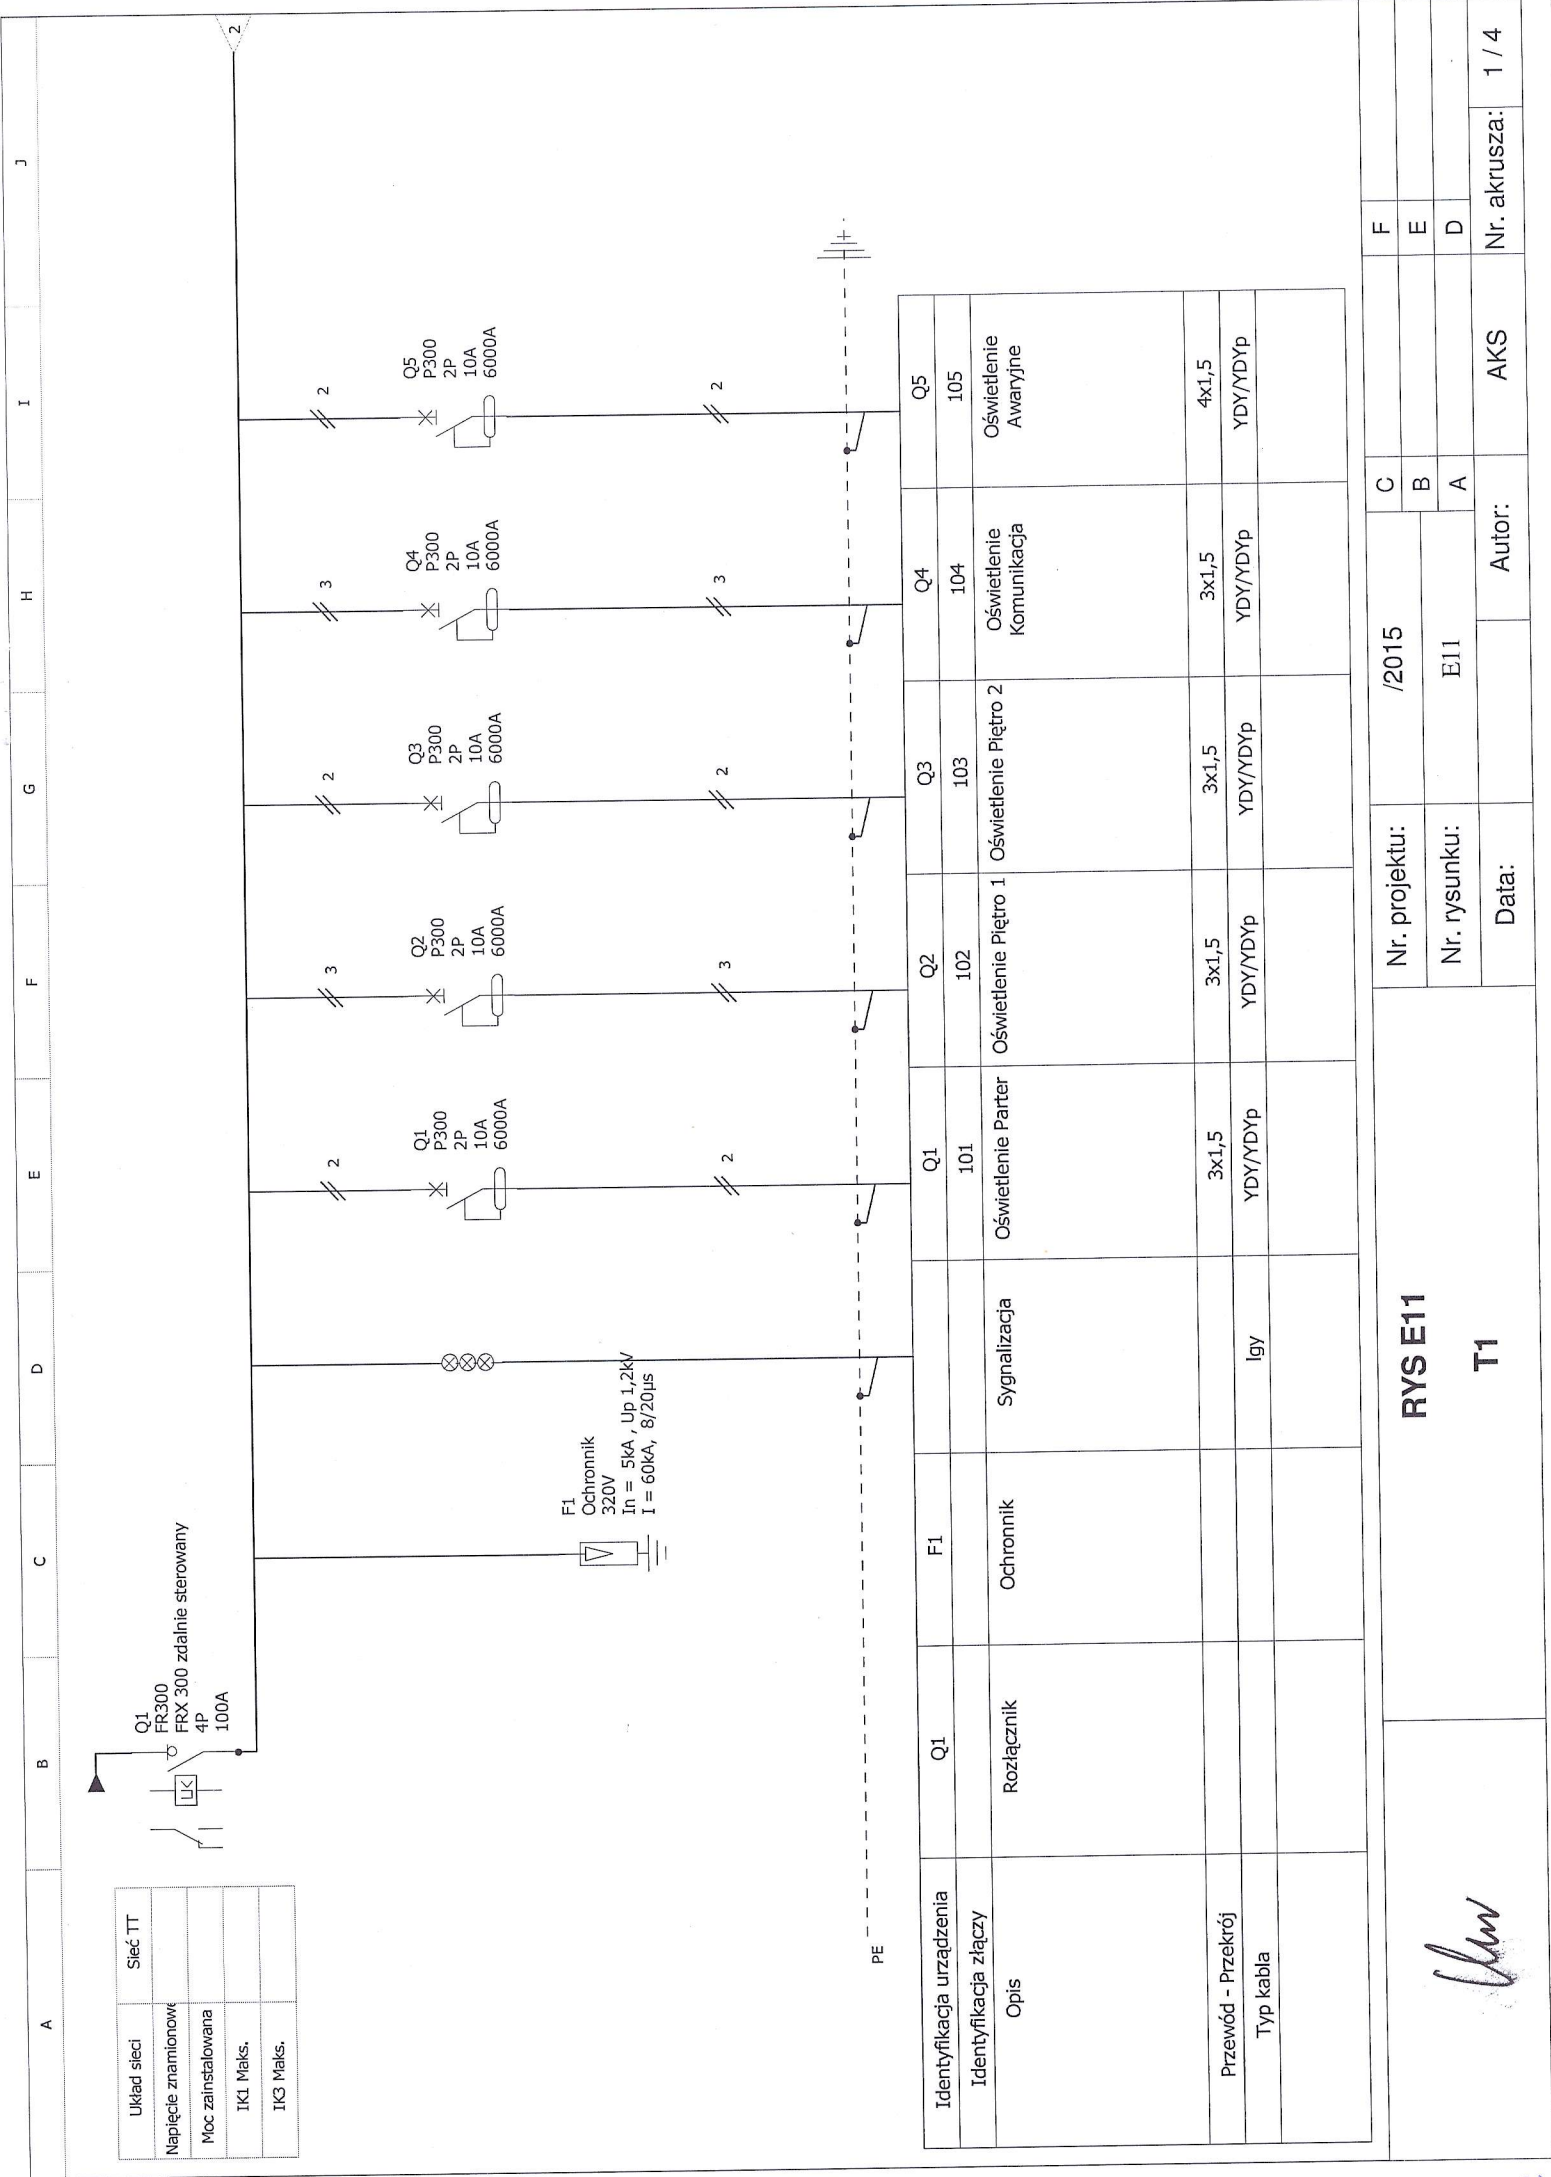 A B C D E F G H I J
2
Układ sieci Sieć TT
Napięcie znamionowe
Moc zainstalowana
IK1 Maks.
IK3 Maks.
Q1
FR300
FRX 300 zdalnie sterowany
4P
100A
U<
F1
Ochronnik
320V
In = 5kA , Up 1,2kV
I = 60kA, 8/20µs
2
Q1
P300
2P
10A
6000A
2
3
Q2
P300
2P
10A
6000A
3
2
Q3
P300
2P
10A
6000A
2
3
Q4
P300
2P
10A
6000A
3
2
Q5
P300
2P
10A
6000A
2
PE
Identyfikacja urządzenia Q1 F1 Q1 Q2 Q3 Q4 Q5
Identyfikacja złączy 101 102 103 104 105
Opis Rozłącznik Ochronnik Sygnalizacja Oświetlenie Parter Oświetlenie Piętro 1 Oświetlenie Piętro 2 Oświetlenie Komunikacja Oświetlenie Awaryjne
Przewód - Przekrój 3x1,5 3x1,5 3x1,5 3x1,5 4x1,5
Typ kabla lgy YDY/YDYp YDY/YDYp YDY/YDYp YDY/YDYp YDY/YDYp
RYS E11
T1
Nr. projektu: /2015 C F
Nr. rysunku: E11 B E
A D
Data: Autor: AKS Nr. akrusza: 1 / 4